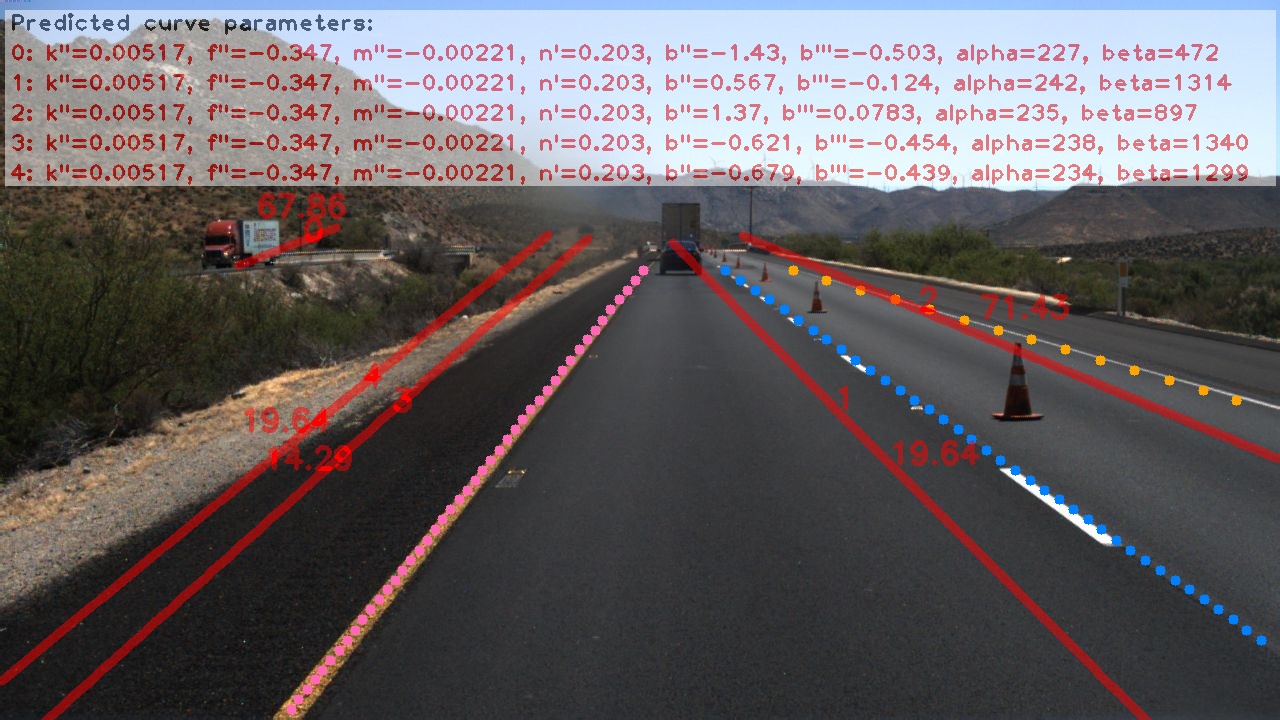 Predicted curve parameters:
0: k''=0.00517, f''=−0.347, m''=−0.00221, n'=0.203, b''=−1.43, b'''=−0.503, alpha=227, beta=472
1: k''=0.00517, f''=−0.347, m''=−0.00221, n'=0.203, b''=0.567, b'''=−0.124, alpha=242, beta=1314
2: k''=0.00517, f''=−0.347, m''=−0.00221, n'=0.203, b''=1.37, b'''=0.0783, alpha=235, beta=897
3: k''=0.00517, f''=−0.347, m''=−0.00221, n'=0.203, b''=−0.621, b'''=−0.454, alpha=238, beta=1340
4: k''=0.00517, f''=−0.347, m''=−0.00221, n'=0.203, b''=−0.679, b'''=−0.439, alpha=234, beta=1299
67.86
0
2 71.43
4
3
1
19.64
14.29
19.64